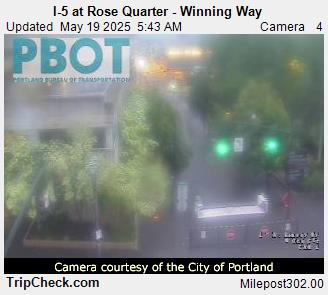 I-5 at Rose Quarter - Winning Way
Updated May 19 2025 5:43 AM Camera 4
PBOT
PORTLAND BUREAU OF TRANSPORTATION
Camera courtesy of the City of Portland
TripCheck.com Milepost302.00